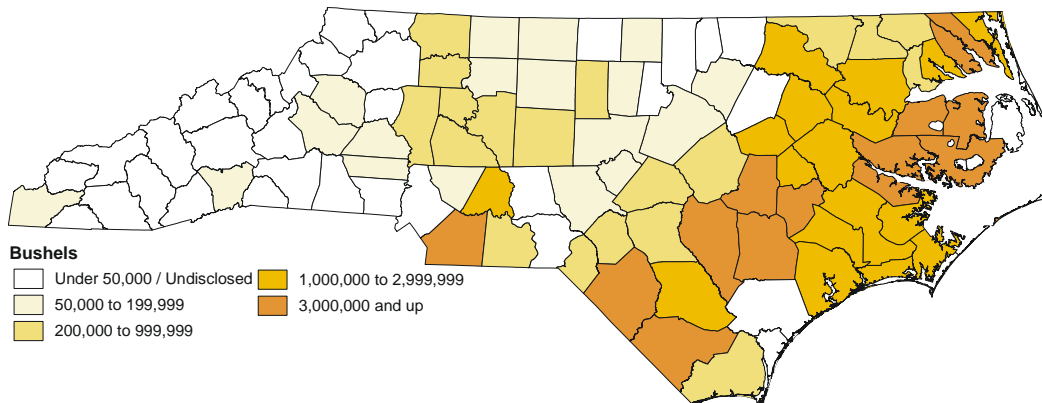 Bushels
Under 50,000 / Undisclosed
50,000 to 199,999
200,000 to 999,999
1,000,000 to 2,999,999
3,000,000 and up